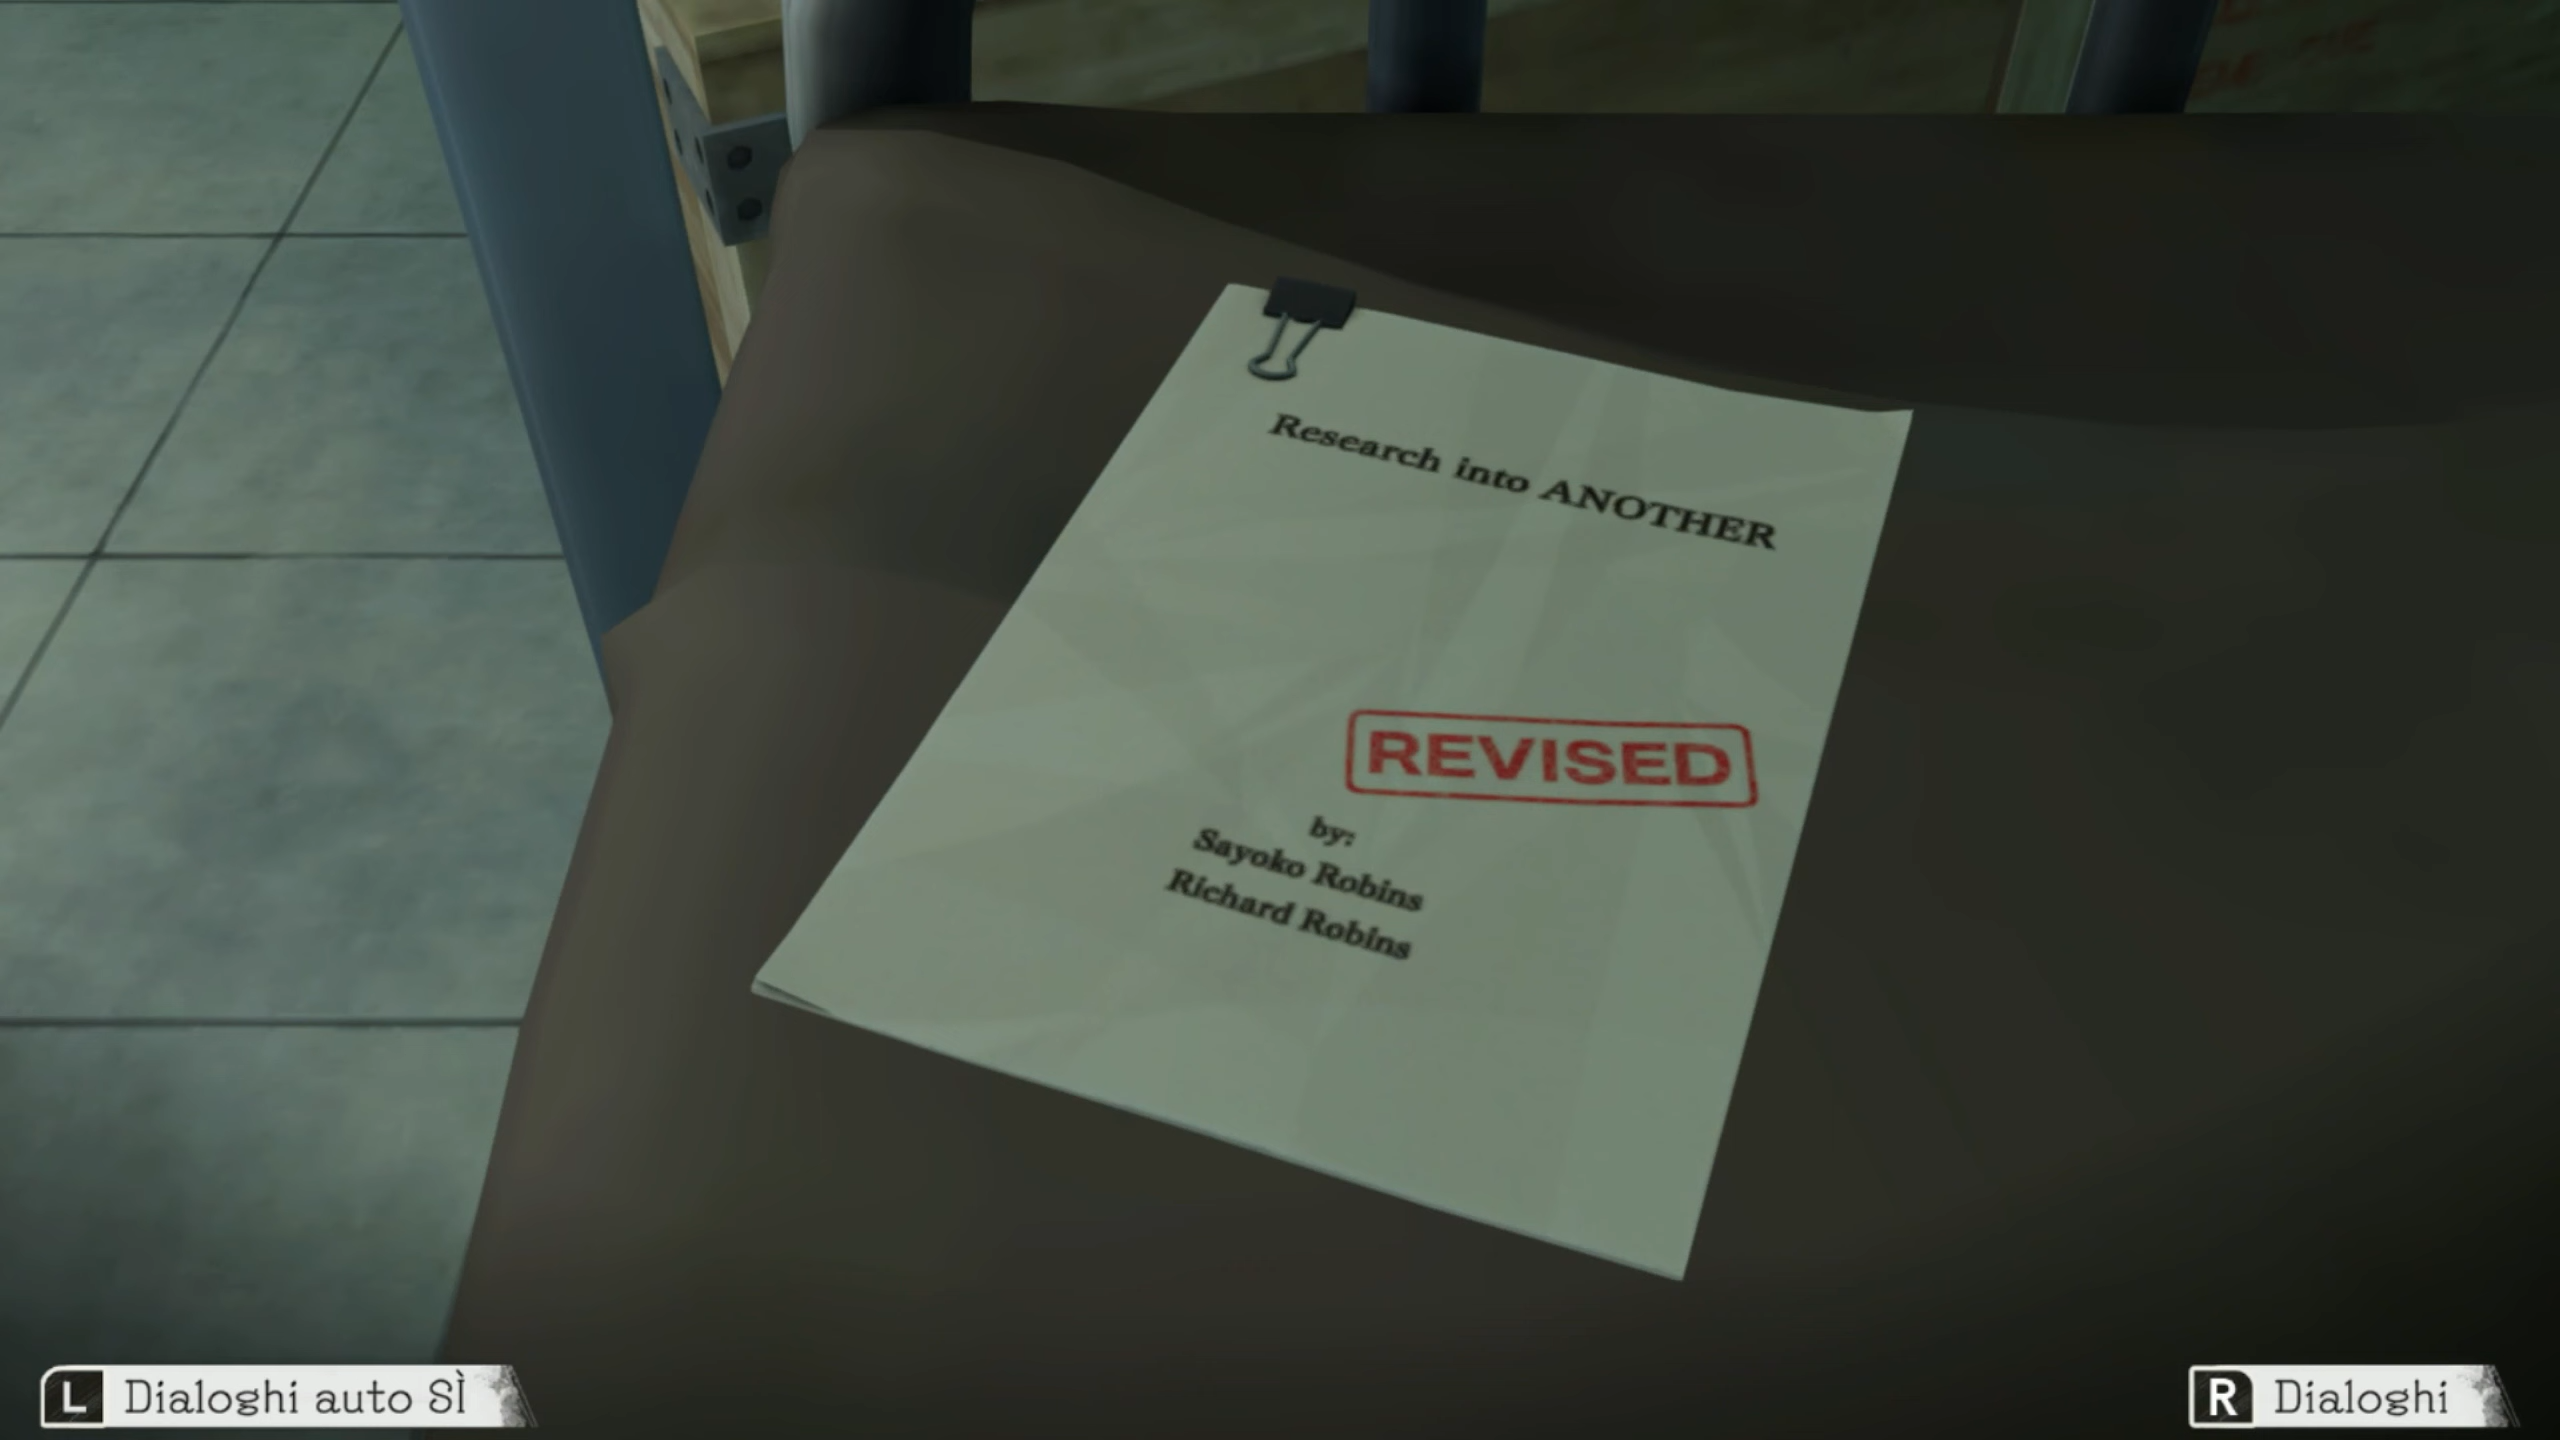 Research into ANOTHER
REVISED
by:
Sayoko Robins
Richard Robins
L Dialoghi auto SÌ
R Dialoghi